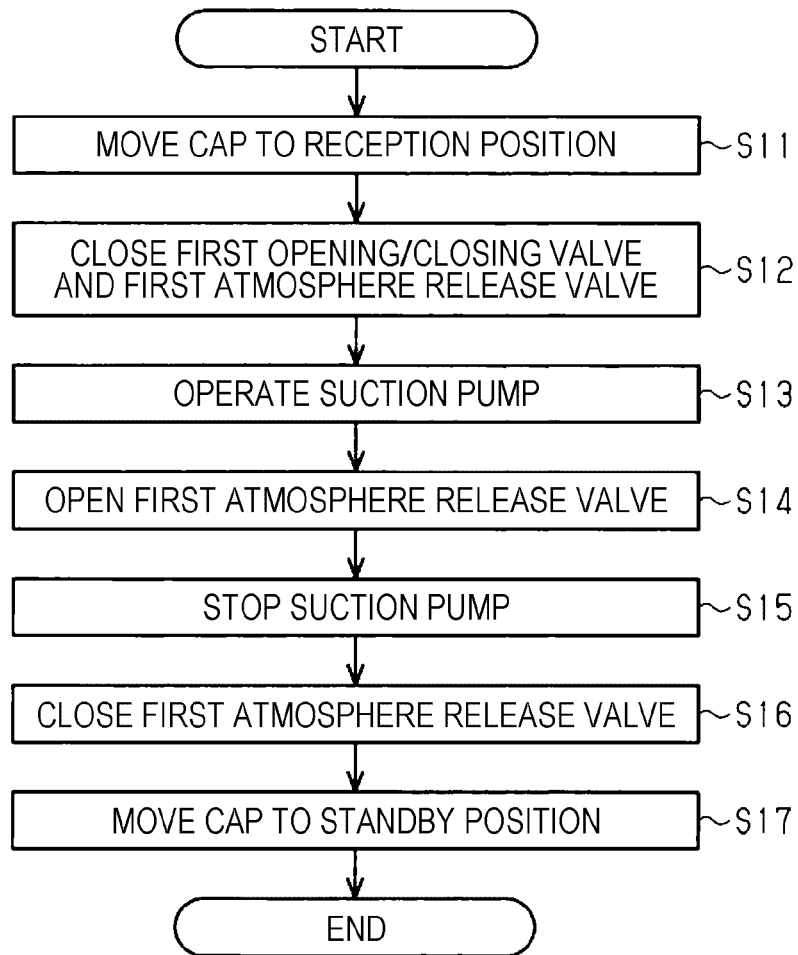 START
MOVE CAP TO RECEPTION POSITION
S11
CLOSE FIRST OPENING/CLOSING VALVE
AND FIRST ATMOSPHERE RELEASE VALVE
S12
OPERATE SUCTION PUMP
S13
OPEN FIRST ATMOSPHERE RELEASE VALVE
S14
STOP SUCTION PUMP
S15
CLOSE FIRST ATMOSPHERE RELEASE VALVE
S16
MOVE CAP TO STANDBY POSITION
S17
END